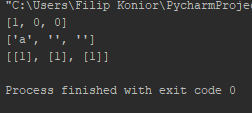 "C:\Users\Filip Konior\PycharmProje
[1, 0, 0]
['a', '', '']
[[1], [1], [1]]
Process finished with exit code 0